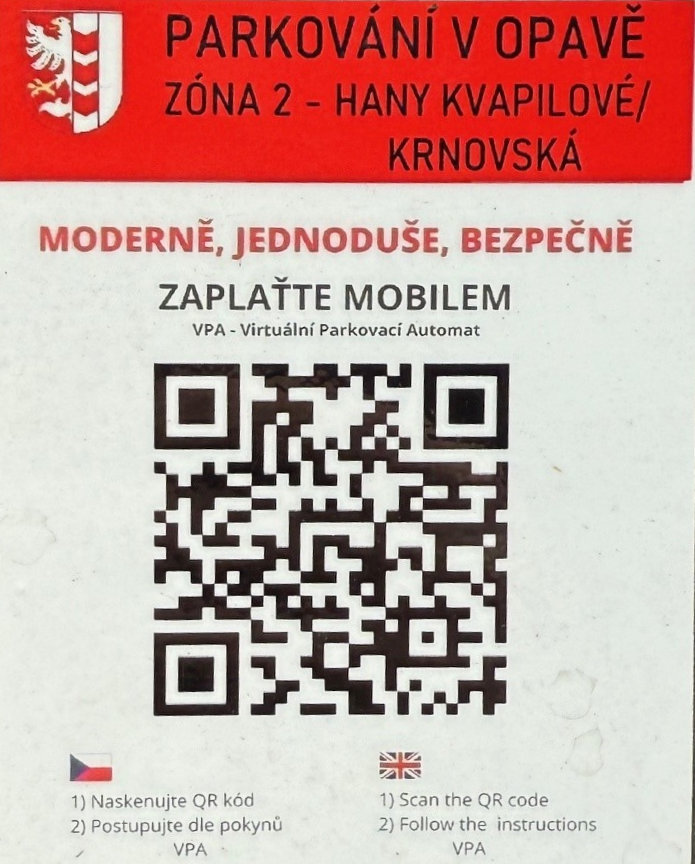 PARKOVÁNÍ V OPAVĚ
ZÓNA 2 - HANY KVAPILOVÉ/
KRNOVSKÁ
MODERNĚ, JEDNODUŠE, BEZPEČNĚ
ZAPLAŤTE MOBILEM
VPA - Virtuální Parkovací Automat
1) Naskenujte QR kód
2) Postupujte dle pokynů
VPA
1) Scan the QR code
2) Follow the instructions
VPA